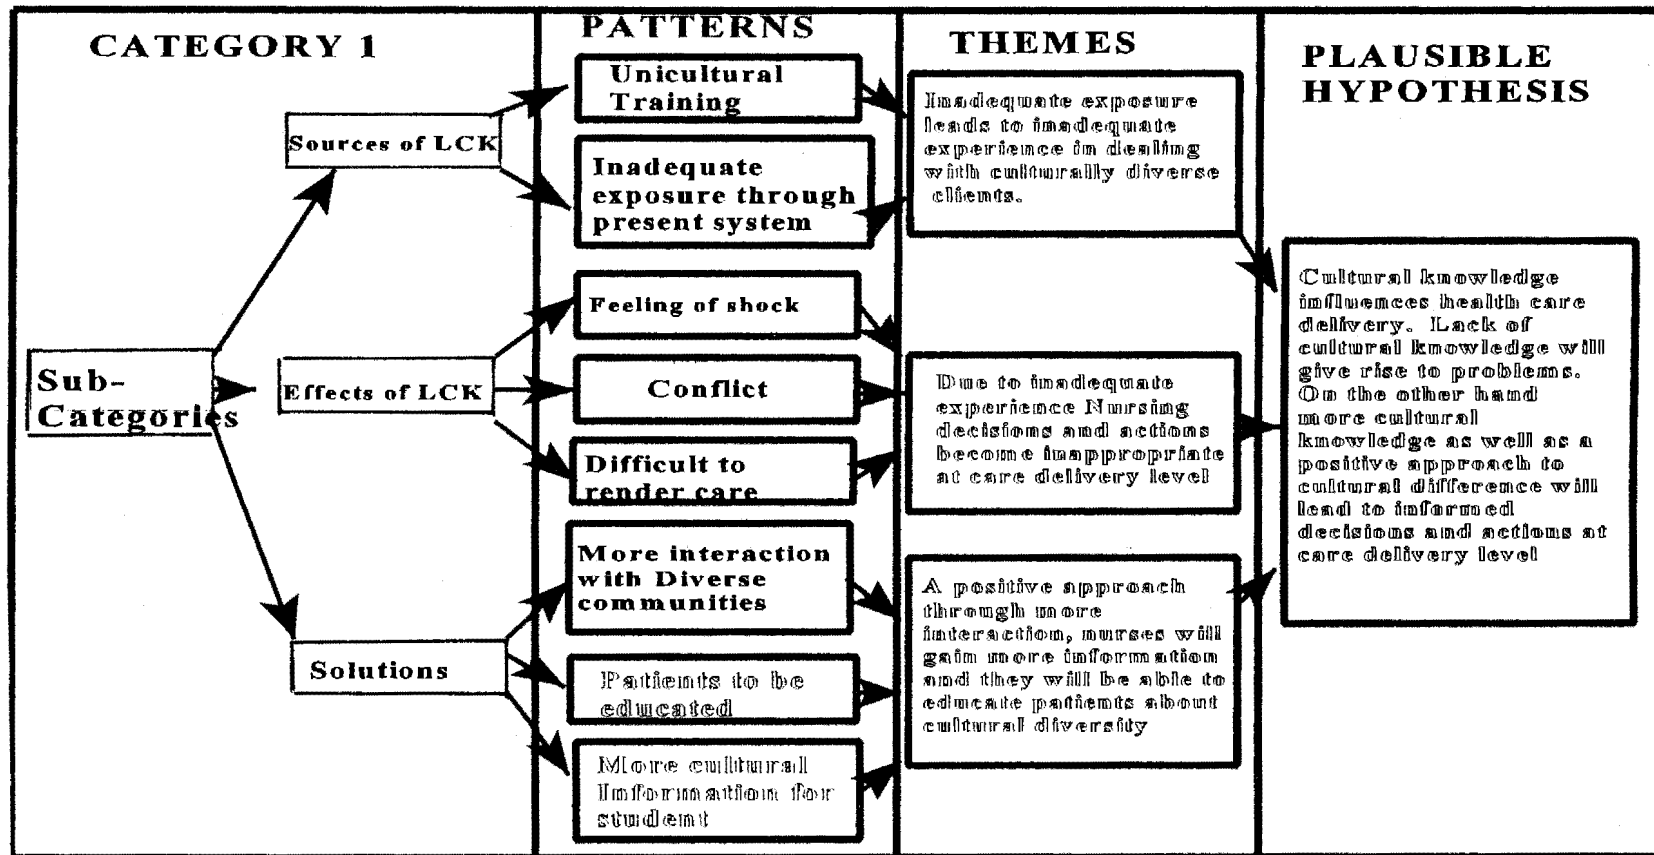 CATEGORY 1
PATTERNS
THEMES
PLAUSIBLE
HYPOTHESIS
Sub-
Categories
Sources of LCK
Effects of LCK
Solutions
Unicultural
Training
Inadequate
exposure through
present system
Feeling of shock
Conflict
Difficult to
render care
More interaction
with Diverse
communities
Patients to be
educated
More cultural
Information for
student
Inadequate exposure
leads to inadequate
experience in dealing
with culturally diverse
clients.
Due to inadequate
experience Nursing
decisions and actions
become inappropriate
at care delivery level
A positive approach
through more
interaction, nurses will
gain more information
and they will be able to
educate patients about
cultural diversity
Cultural knowledge
influences health care
delivery. Lack of
cultural knowledge will
give rise to problems.
On the other hand
more cultural
knowledge as well as a
positive approach to
cultural difference will
lead to informed
decisions and actions at
care delivery level